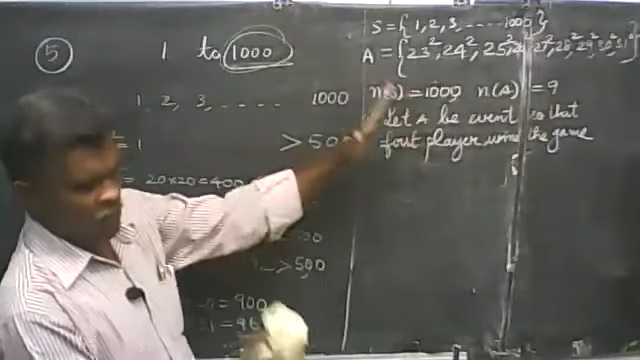 5
1 to 1000
1, 2, 3, ..... 1000
= 1
> 500
20×20=400
> 500
= 900
= 96
S = { 1, 2, 3, ...... 1000 }
A = { 23², 24², 25², 27², 28², 29², 30², 31² }
n(S) = 1000 n(A) = 9
Let A be event so that
first player wins the game